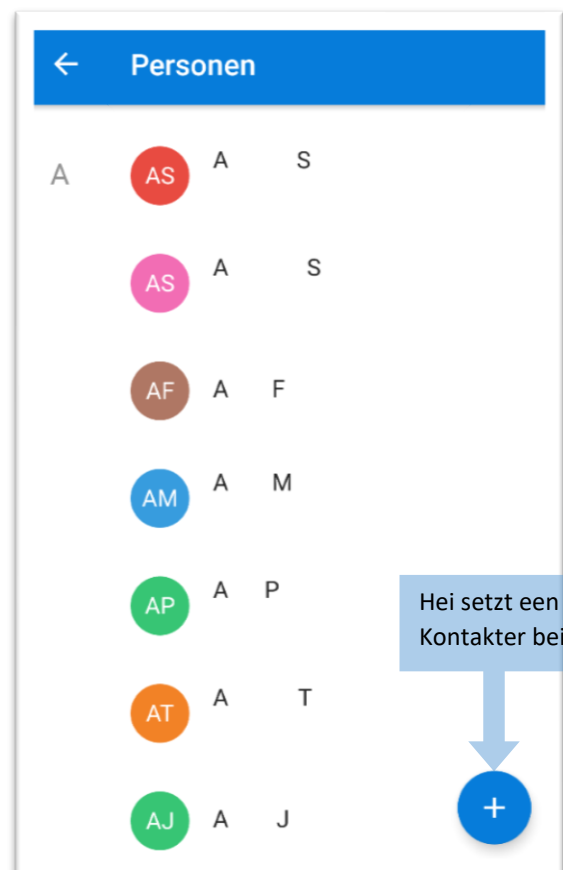 Personen
A
AS A S
AS A S
AF A F
AM A M
AP A P
Hei setzt een
Kontakter bei
AT A T
AJ A J
+